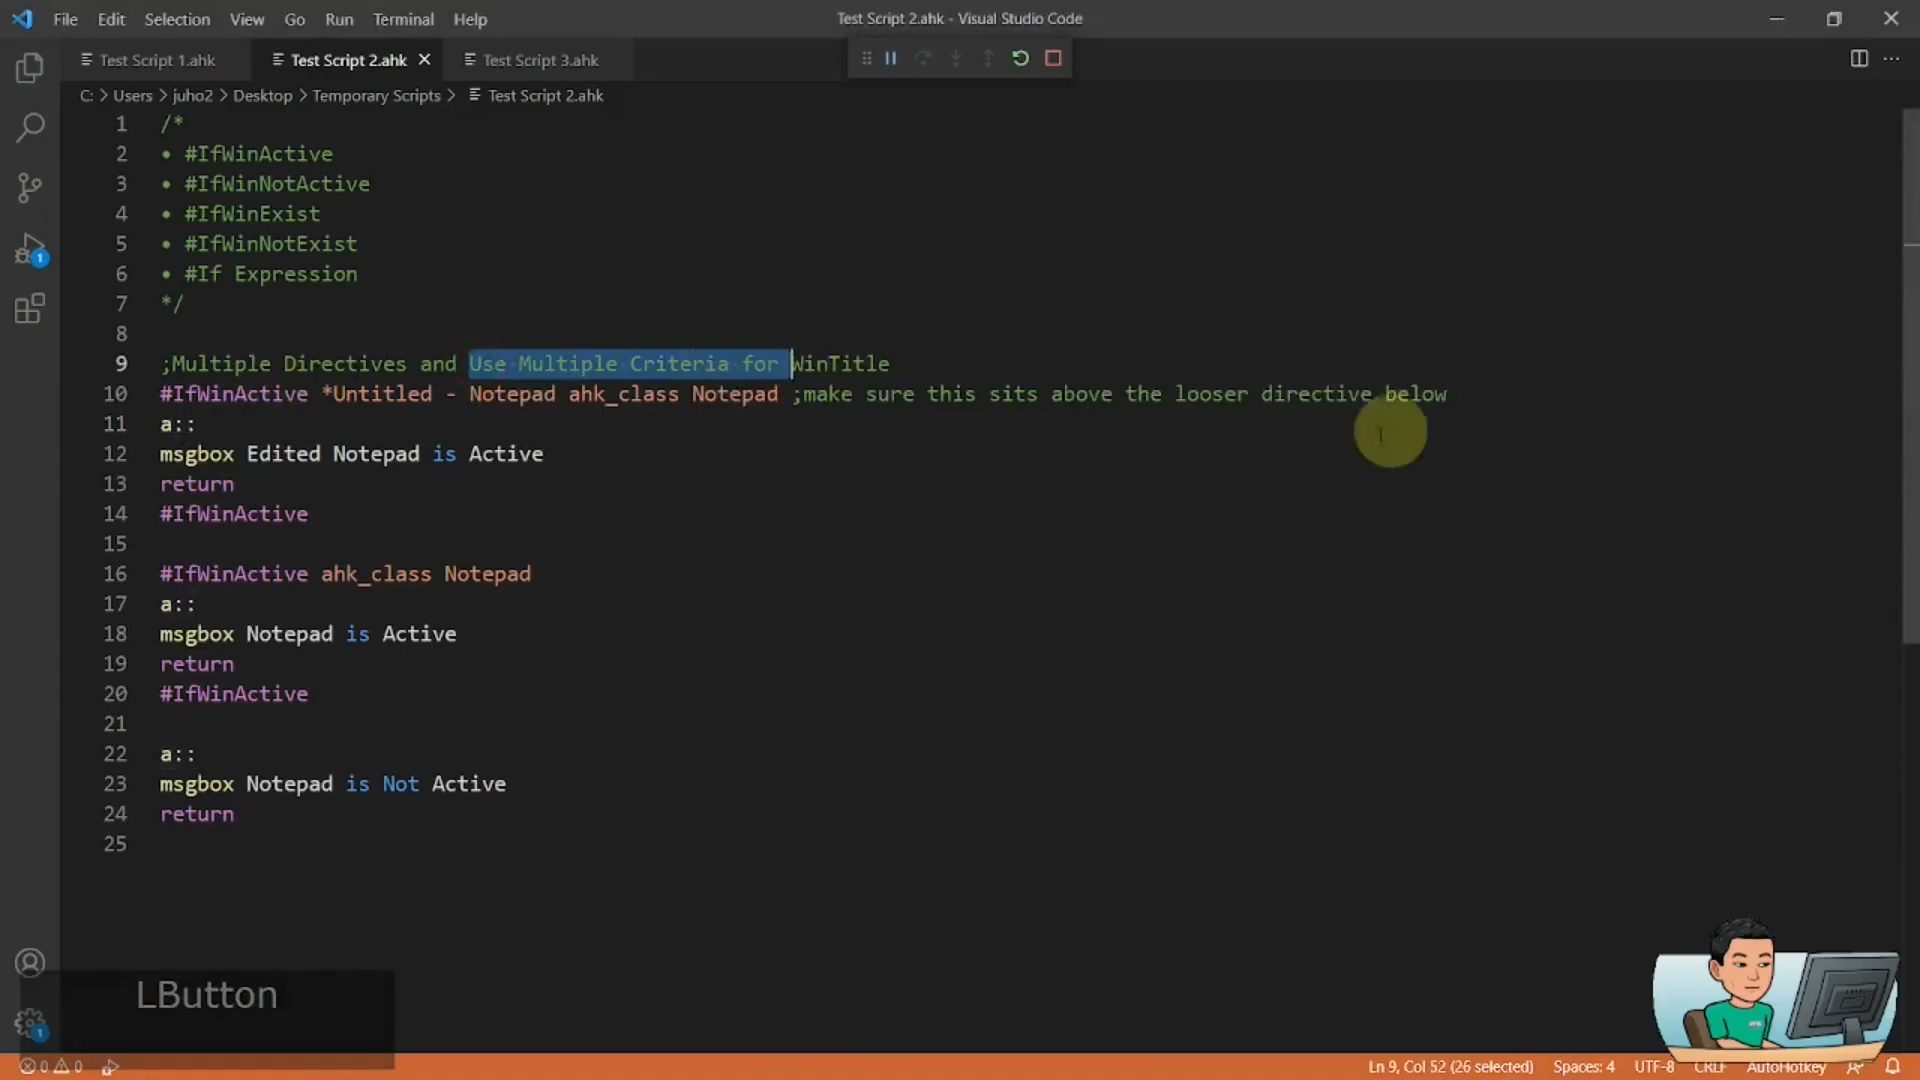 File Edit Selection View Go Run Terminal Help
Test Script 2.ahk - Visual Studio Code
Test Script 1.ahk
Test Script 2.ahk
Test Script 3.ahk
C: > Users > juho2 > Desktop > Temporary Scripts > Test Script 2.ahk
1 /*
2 • #IfWinActive
3 • #IfWinNotActive
4 • #IfWinExist
5 • #IfWinNotExist
6 • #If Expression
7 */
8
9 ;Multiple Directives and Use Multiple Criteria for WinTitle
10 #IfWinActive *Untitled - Notepad ahk_class Notepad ;make sure this sits above the looser directive below
11 a::
12 msgbox Edited Notepad is Active
13 return
14 #IfWinActive
15
16 #IfWinActive ahk_class Notepad
17 a::
18 msgbox Notepad is Active
19 return
20 #IfWinActive
21
22 a::
23 msgbox Notepad is Not Active
24 return
25
1
LButton
1
0 0
Ln 9, Col 52 (26 selected) Spaces: 4 UTF-8 CRLF AutoHotkey